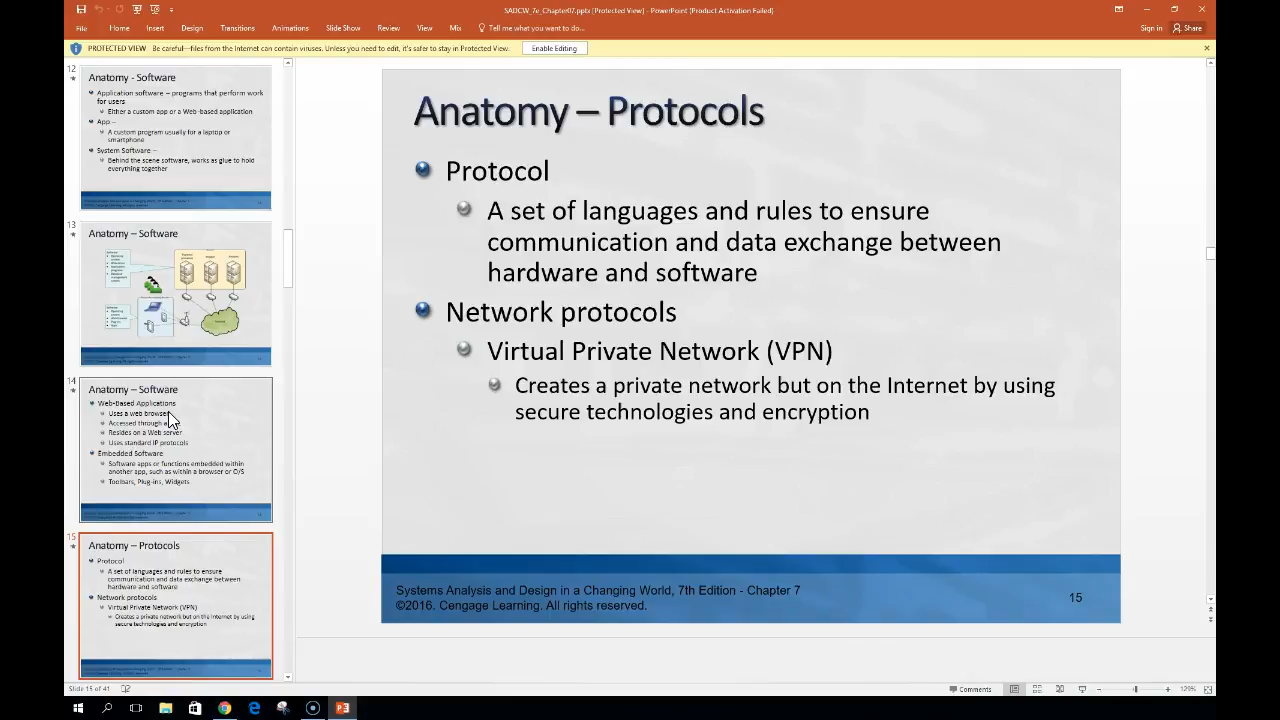 SADCW_7e_Chapter07.pptx [Protected View] - PowerPoint (Product Activation Failed)
File Home Insert Design Transitions Animations Slide Show Review View Mix Tell me what you want to do... Sign in Share
PROTECTED VIEW Be careful—files from the Internet can contain viruses. Unless you need to edit, it's safer to stay in Protected View. Enable Editing
12
Anatomy - Software
Application software – programs that perform work
for users
Either a custom app or a Web-based application
App –
A custom program usually for a laptop or
smartphone
System Software –
Behind the scene software, works as glue to hold
everything together
13
Anatomy – Software
14
Anatomy – Software
Web-Based Applications
Uses a web browser
Accessed through a
Resides on a Web server
Uses standard IP protocols
Embedded Software
Software apps or functions embedded within
another app, such as within a browser or O/S
Toolbars, Plug-ins, Widgets
15
Anatomy – Protocols
Protocol
A set of languages and rules to ensure
communication and data exchange between
hardware and software
Network protocols
Virtual Private Network (VPN)
Creates a private network but on the Internet by using
secure technologies and encryption
Anatomy – Protocols
Protocol
A set of languages and rules to ensure
communication and data exchange between
hardware and software
Network protocols
Virtual Private Network (VPN)
Creates a private network but on the Internet by using
secure technologies and encryption
Systems Analysis and Design in a Changing World, 7th Edition - Chapter 7
©2016. Cengage Learning. All rights reserved.
15
Slide 15 of 41 Comments 129%